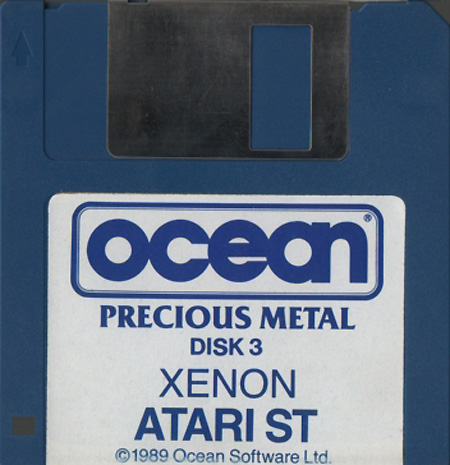 ocean®
PRECIOUS METAL
DISK 3
XENON
ATARI ST
©1989 Ocean Software Ltd.